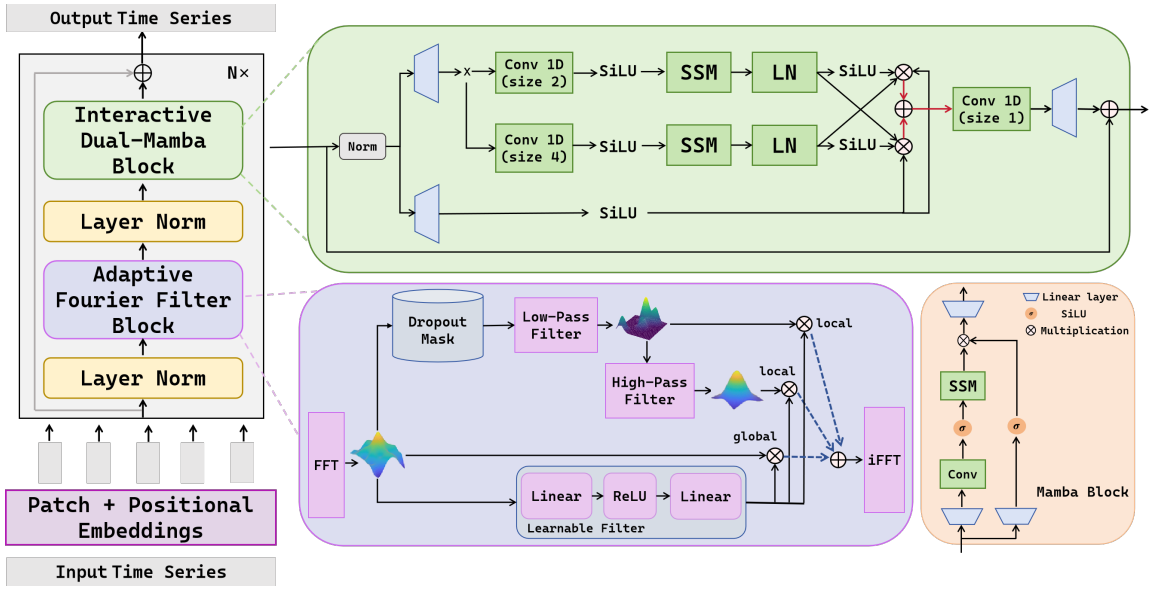 Output Time Series
N×
Interactive
Dual-Mamba
Block
Layer Norm
Adaptive
Fourier Filter
Block
Layer Norm
Patch + Positional
Embeddings
Input Time Series
Norm
x
Conv 1D
(size 2)
SiLU
SSM
LN
SiLU
Conv 1D
(size 4)
SiLU
SSM
LN
SiLU
Conv 1D
(size 1)
SiLU
FFT
Dropout
Mask
Low-Pass
Filter
local
High-Pass
Filter
local
global
Linear
ReLU
Linear
Learnable Filter
iFFT
Linear layer
σ
SiLU
Multiplication
SSM
σ
σ
Conv
Mamba Block